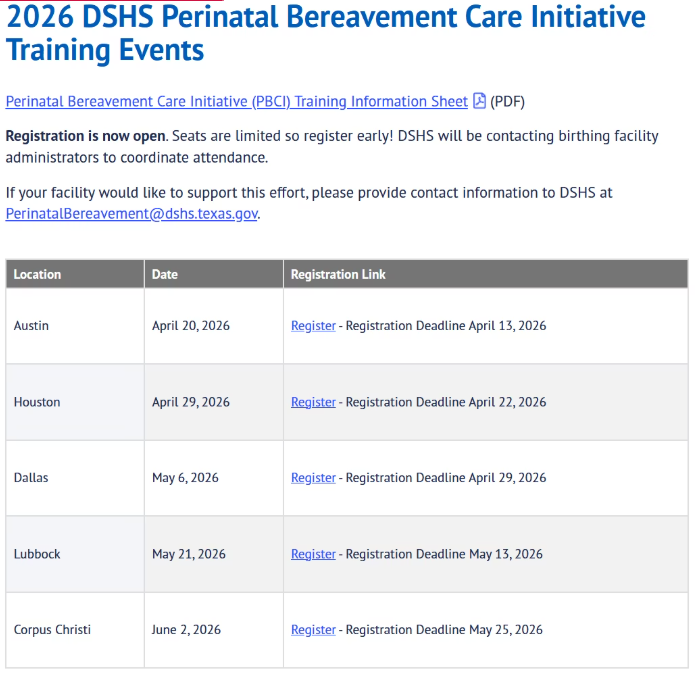 2026 DSHS Perinatal Bereavement Care Initiative
Training Events
Perinatal Bereavement Care Initiative (PBCI) Training Information Sheet (PDF)
Registration is now open. Seats are limited so register early! DSHS will be contacting birthing facility
administrators to coordinate attendance.
If your facility would like to support this effort, please provide contact information to DSHS at
PerinatalBereavement@dshs.texas.gov.
Location Date Registration Link
Austin April 20, 2026 Register - Registration Deadline April 13, 2026
Houston April 29, 2026 Register - Registration Deadline April 22, 2026
Dallas May 6, 2026 Register - Registration Deadline April 29, 2026
Lubbock May 21, 2026 Register - Registration Deadline May 13, 2026
Corpus Christi June 2, 2026 Register - Registration Deadline May 25, 2026